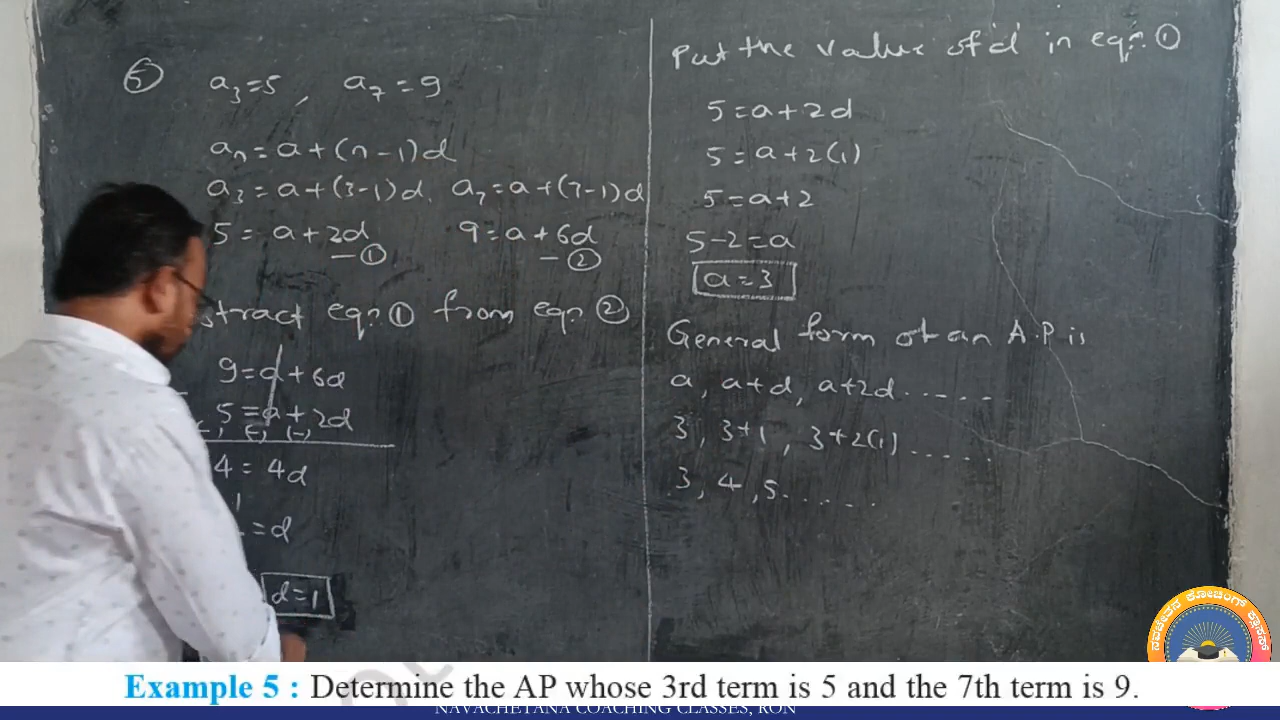 5
a₃=5, a₇=9
aₙ=a+(n-1)d
a₃=a+(3-1)d, a₇=a+(7-1)d
5=a+2d —① 9=a+6d —②
stract eqn ① from eqn ②
9=a+6d
5=a+2d
(-) (-) (-)
4=4d
1
=d
d=1
Put the value of 'd' in eqn. ①
5=a+2d
5=a+2(1)
5=a+2
5-2=a
a=3
General form of an A.P is
a, a+d, a+2d.....
3, 3+1, 3+2(1).....
3, 4, 5......
ನವಚೇತನ ಕೋಚಿಂಗ್ ಕ್ಲಾಸಸ್
Example 5 : Determine the AP whose 3rd term is 5 and the 7th term is 9.
NAVACHETANA COACHING CLASSES, RON